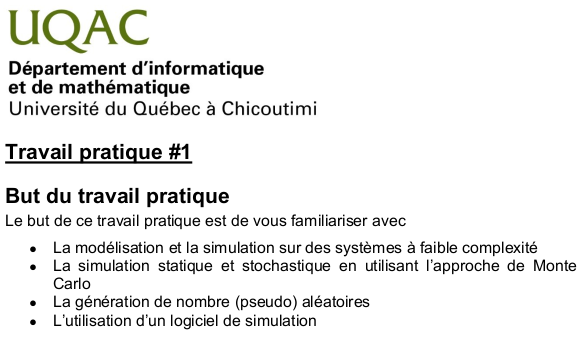 UQAC
Département d'informatique
et de mathématique
Université du Québec à Chicoutimi
Travail pratique #1
But du travail pratique
Le but de ce travail pratique est de vous familiariser avec
● La modélisation et la simulation sur des systèmes à faible complexité
● La simulation statique et stochastique en utilisant l'approche de Monte
Carlo
● La génération de nombre (pseudo) aléatoires
● L'utilisation d'un logiciel de simulation